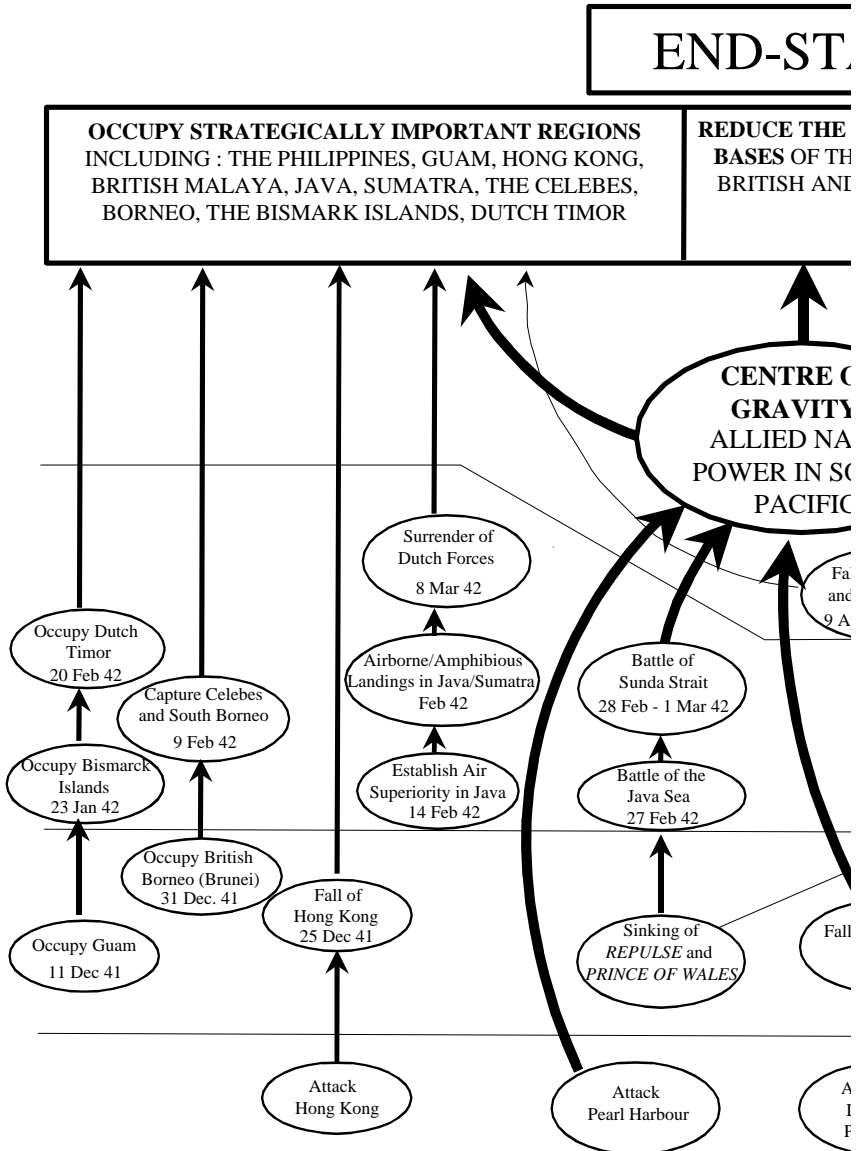 END-STA
OCCUPY STRATEGICALLY IMPORTANT REGIONS
INCLUDING : THE PHILIPPINES, GUAM, HONG KONG,
BRITISH MALAYA, JAVA, SUMATRA, THE CELEBES,
BORNEO, THE BISMARK ISLANDS, DUTCH TIMOR
REDUCE THE
BASES OF TH
BRITISH AND
CENTRE O
GRAVITY
ALLIED NA
POWER IN SO
PACIFIC
Surrender of
Dutch Forces
8 Mar 42
Fal
and
9 A
Occupy Dutch
Timor
20 Feb 42
Capture Celebes
and South Borneo
9 Feb 42
Airborne/Amphibious
Landings in Java/Sumatra
Feb 42
Battle of
Sunda Strait
28 Feb - 1 Mar 42
Occupy Bismarck
Islands
23 Jan 42
Establish Air
Superiority in Java
14 Feb 42
Battle of the
Java Sea
27 Feb 42
Occupy British
Borneo (Brunei)
31 Dec. 41
Fall of
Hong Kong
25 Dec 41
Occupy Guam
11 Dec 41
Sinking of
REPULSE and
PRINCE OF WALES
Fall
Attack
Hong Kong
Attack
Pearl Harbour
A
P